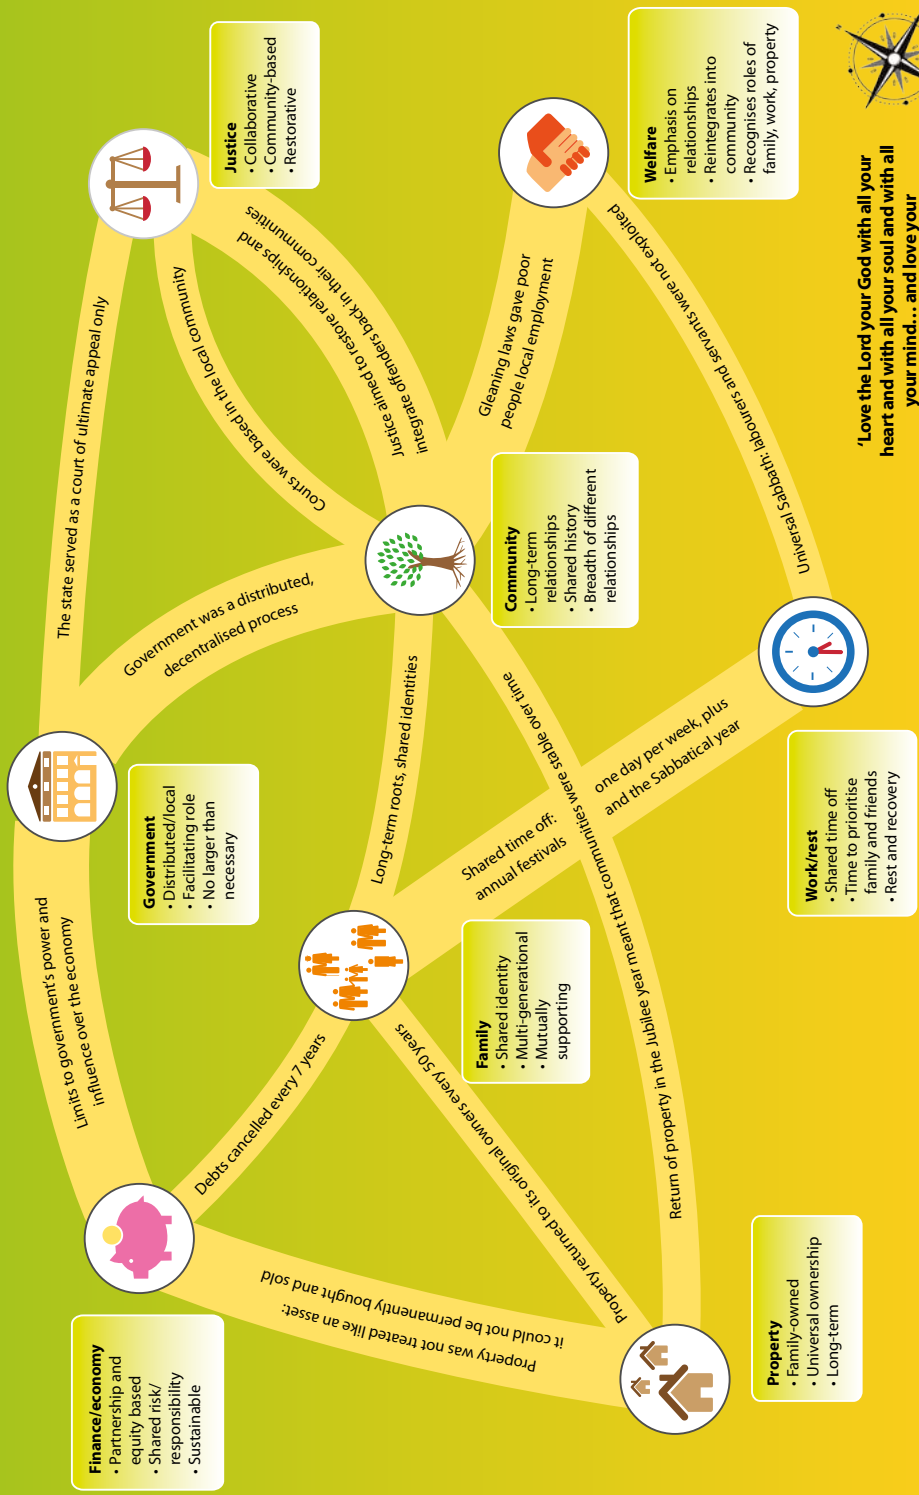 Finance/economy
• Partnership and
equity based
• Shared risk/
responsibility
• Sustainable
Limits to government's power and
influence over the economy
Government
• Distributed/local
• Facilitating role
• No larger than
necessary
The state served as a court of ultimate appeal only
Justice
• Collaborative
• Community-based
• Restorative
Government was a distributed,
decentralised process
Courts were based in the local community
Justice aimed to restore relationships and
integrate offenders back in their communities
Debts cancelled every 7 years
Long-term roots, shared identities
Gleaning laws gave poor
people local employment
Property was not treated like an asset:
it could not be permanently bought and sold
Property returned to its original owners every 50 years
Family
• Shared identity
• Multi-generational
• Mutually
supporting
Shared time off: one day per week, plus
annual festivals and the Sabbatical year
Community
• Long-term
relationships
• Shared history
• Breadth of different
relationships
Welfare
• Emphasis on
relationships
• Reintegrates into
community
• Recognises roles of
family, work, property
Return of property in the Jubilee year meant that communities were stable over time
Universal Sabbath: labourers and servants were not exploited
Property
• Family-owned
• Universal ownership
• Long-term
Work/rest
• Shared time off
• Time to prioritise
family and friends
• Rest and recovery
'Love the Lord your God with all your
heart and with all your soul and with all
your mind… and love your
N